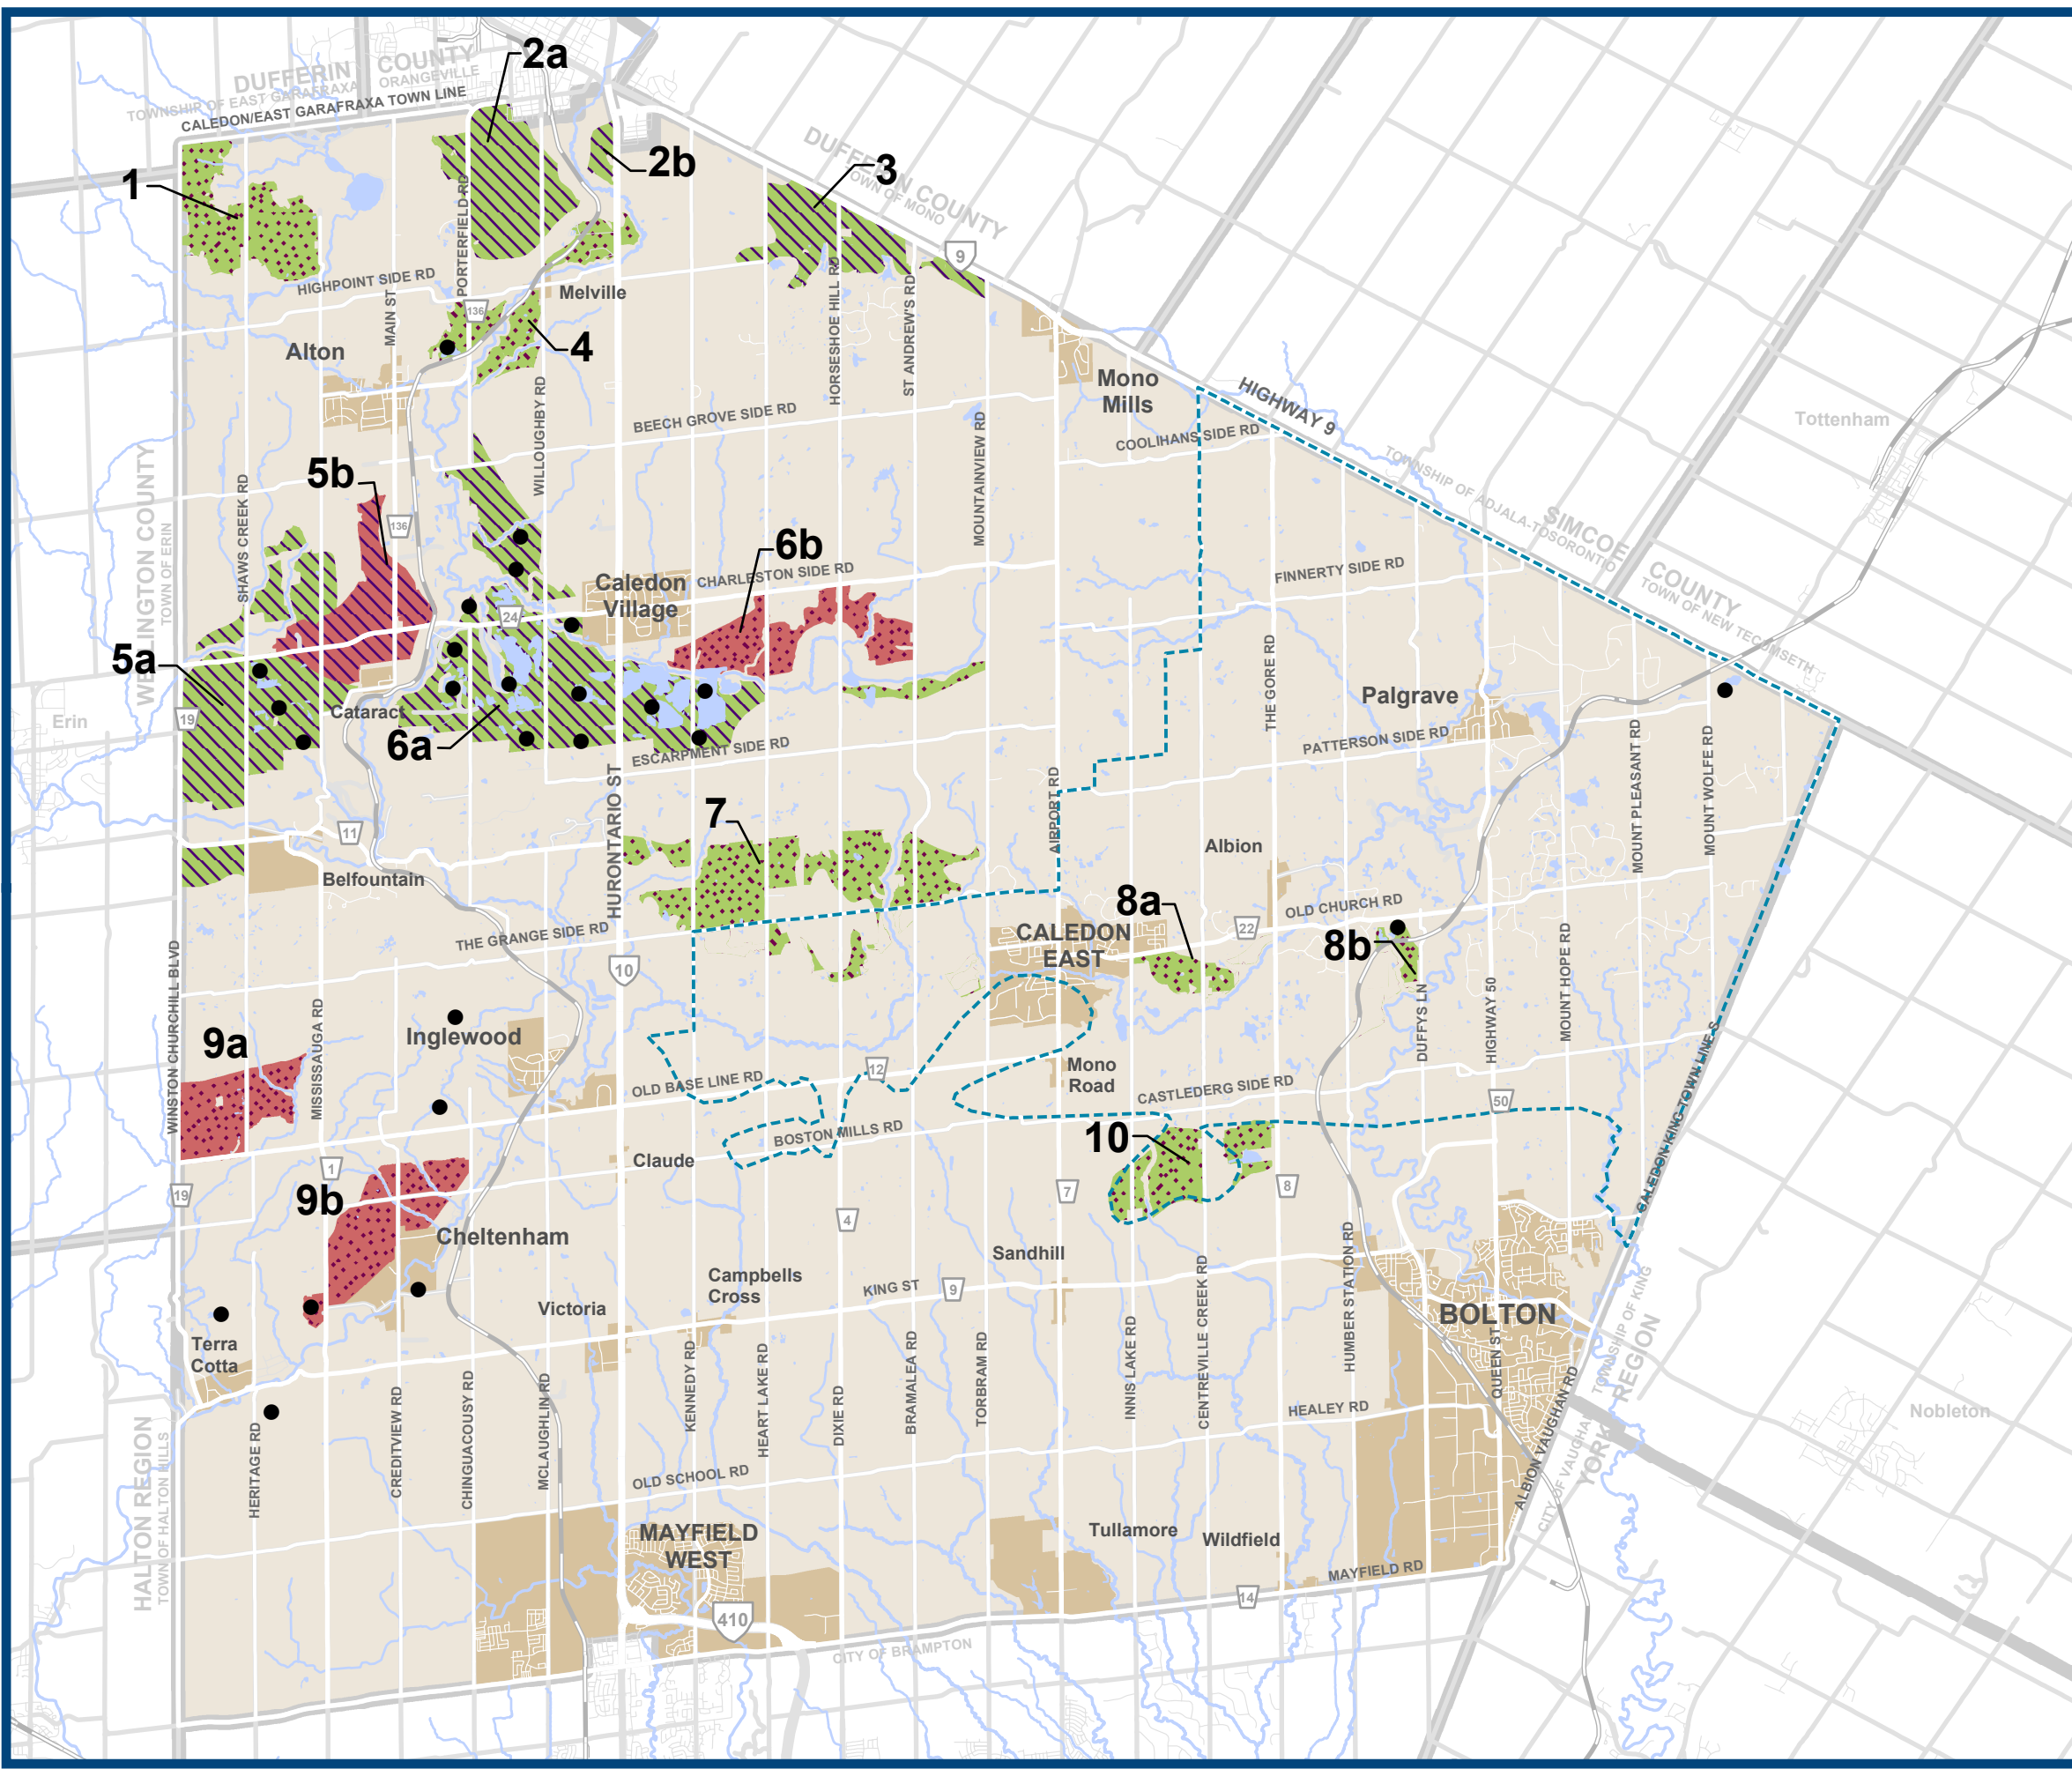 2a
DUFFERIN COUNTY
ORANGEVILLE
TOWNSHIP OF EAST GARAFRAXA
CALEDON/EAST GARAFRAXA TOWN LINE
2b
DUFFERIN COUNTY
TOWN OF MONO
3
1
9
PORTERFIELD RD
HIGHPOINT SIDE RD
Melville
MAIN ST
136
HORSESHOE HILL RD
ST ANDREW'S RD
4
Alton
WILLOUGHBY RD
Mono
Mills
HIGHWAY 9
BEECH GROVE SIDE RD
COOLIHANS SIDE RD
MOUNTAINVIEW RD
Tottenham
TOWNSHIP OF ADJALA-TOSORONTIO
SIMCOE
COUNTY
TOWN OF NEW TECUMSETH
WELLINGTON COUNTY
TOWN OF ERIN
SHAWS CREEK RD
5b
136
6b
Caledon
Village
CHARLESTON SIDE RD
FINNERTY SIDE RD
24
5a
THE GORE RD
Palgrave
Erin
19
Cataract
6a
ESCARPMENT SIDE RD
PATTERSON SIDE RD
HURONTARIO ST
AIRPORT RD
MOUNT PLEASANT RD
MOUNT WOLFE RD
7
11
Albion
Belfountain
8a
OLD CHURCH RD
22
CALEDON
EAST
8b
THE GRANGE SIDE RD
10
WINSTON CHURCHILL BLVD
MISSISSAUGA RD
DUFFYS LN
HIGHWAY 50
MOUNT HOPE RD
9a
Inglewood
Mono
Road
12
OLD BASE LINE RD
CASTLEDERG SIDE RD
50
CALEDON KING TOWN LINE S
BOSTON MILLS RD
10
Claude
1
9b
19
7
8
4
Cheltenham
Sandhill
HUMBER STATION RD
Campbells
Cross
KING ST
9
Victoria
BOLTON
QUEEN ST
Terra
Cotta
TOWNSHIP OF KING
YORK REGION
CITY OF VAUGHAN
ALBION VAUGHAN RD
Nobleton
HERITAGE RD
CREDITVIEW RD
CHINGUACOUSY RD
MCLAUGHLIN RD
KENNEDY RD
HEART LAKE RD
DIXIE RD
BRAMALEA RD
TORBRAM RD
INNIS LAKE RD
CENTREVILLE CREEK RD
HEALEY RD
HALTON REGION
TOWN OF HALTON HILLS
OLD SCHOOL RD
MAYFIELD
WEST
Tullamore
Wildfield
MAYFIELD RD
14
410
CITY OF BRAMPTON